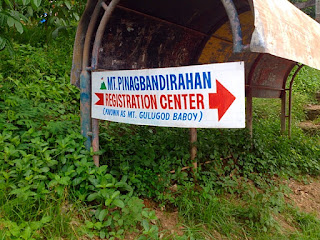 MT. PINAGBANDIRAHAN
REGISTRATION CENTER
(KNOWN AS MT. GULUGOD BABOY)